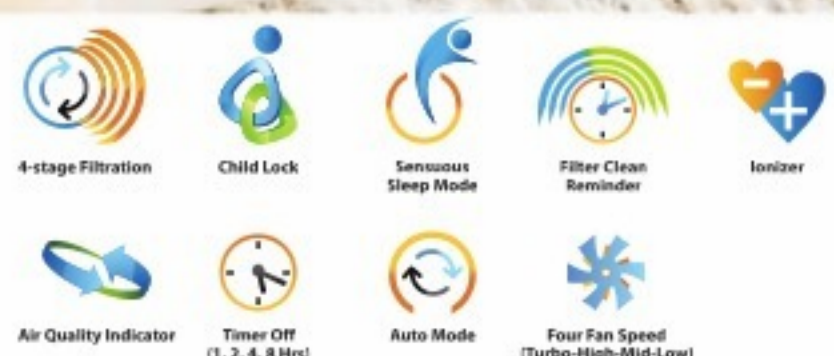 4-stage Filtration
Child Lock
Sensuous
Sleep Mode
Filter Clean
Reminder
Ionizer
Air Quality Indicator
Timer Off
(1, 2, 4, 8 Hrs)
Auto Mode
Four Fan Speed
(Turbo-High-Mid-Low)